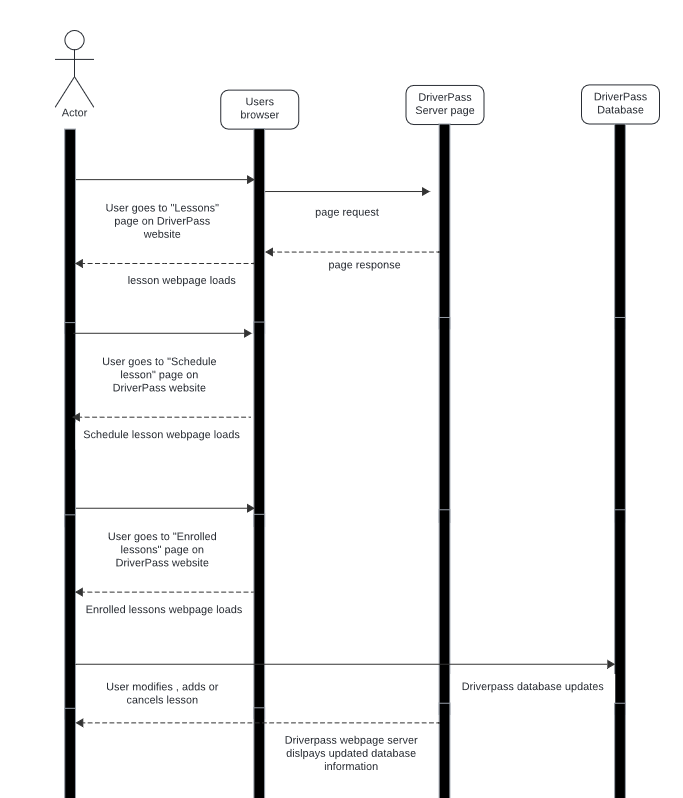 Actor
Users
browser
DriverPass
Server page
DriverPass
Database
User goes to "Lessons"
page on DriverPass
website
page request
page response
lesson webpage loads
User goes to "Schedule
lesson" page on
DriverPass website
Schedule lesson webpage loads
User goes to "Enrolled
lessons" page on
DriverPass website
Enrolled lessons webpage loads
User modifies , adds or
cancels lesson
Driverpass database updates
Driverpass webpage server
dislpays updated database
information